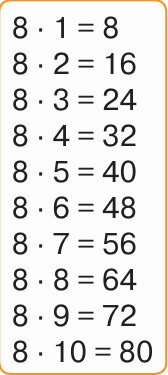 8 · 1 = 8
8 · 2 = 16
8 · 3 = 24
8 · 4 = 32
8 · 5 = 40
8 · 6 = 48
8 · 7 = 56
8 · 8 = 64
8 · 9 = 72
8 · 10 = 80